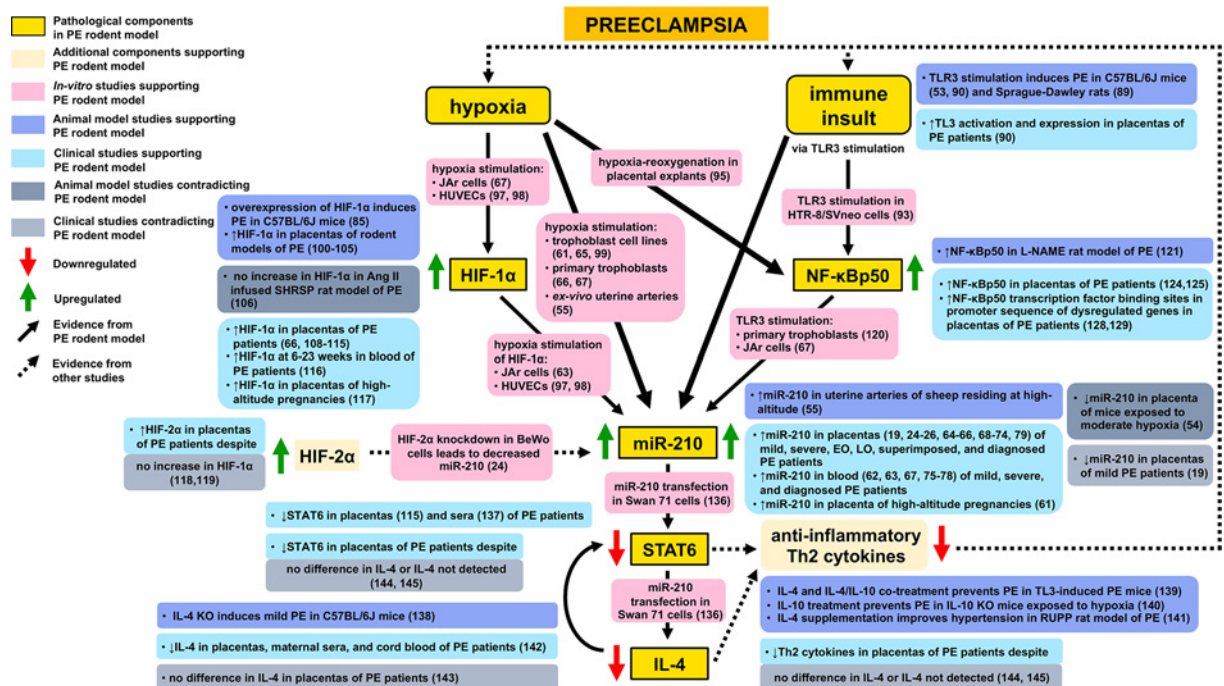 PREECLAMPSIA
Pathological components
in PE rodent model
Additional components supporting
PE rodent model
In-vitro studies supporting
PE rodent model
Animal model studies supporting
PE rodent model
Clinical studies supporting
PE rodent model
Animal model studies contradicting
PE rodent model
Clinical studies contradicting
PE rodent model
Downregulated
Upregulated
Evidence from
PE rodent model
Evidence from
other studies
hypoxia
immune
insult
via TLR3 stimulation
• TLR3 stimulation induces PE in C57BL/6J mice
(53, 90) and Sprague-Dawley rats (89)
• ↑TL3 activation and expression in placentas of
PE patients (90)
hypoxia stimulation:
• JAr cells (67)
• HUVECs (97, 98)
hypoxia-reoxygenation in
placental explants (95)
TLR3 stimulation in
HTR-8/SVneo cells (93)
• overexpression of HIF-1α induces
PE in C57BL/6J mice (85)
• ↑HIF-1α in placentas of rodent
models of PE (100-105)
• no increase in HIF-1α in Ang II
infused SHRSP rat model of PE
(106)
• ↑HIF-1α in placentas of PE
patients (66, 108-115)
• ↑HIF-1α at 6-23 weeks in blood of
PE patients (116)
• ↑HIF-1α in placentas of high-
altitude pregnancies (117)
HIF-1α
hypoxia stimulation:
• trophoblast cell lines
(61, 65, 99)
• primary trophoblasts
(66, 67)
• ex-vivo uterine arteries
(55)
NF-κBp50
• ↑NF-κBp50 in L-NAME rat model of PE (121)
• ↑NF-κBp50 in placentas of PE patients (124,125)
• ↑NF-κBp50 transcription factor binding sites in
promoter sequence of dysregulated genes in
placentas of PE patients (128,129)
hypoxia stimulation
of HIF-1α:
• JAr cells (63)
• HUVECs (97, 98)
TLR3 stimulation:
• primary trophoblasts (120)
• JAr cells (67)
• ↑HIF-2α in placentas
of PE patients despite
no increase in HIF-1α
(118,119)
HIF-2α
HIF-2α knockdown in BeWo
cells leads to decreased
miR-210 (24)
miR-210
• ↑miR-210 in uterine arteries of sheep residing at high-
altitude (55)
• ↑miR-210 in placentas (19, 24-26, 64-66, 68-74, 79) of
mild, severe, EO, LO, superimposed, and diagnosed
PE patients
• ↑miR-210 in blood (62, 63, 67, 75-78) of mild, severe,
and diagnosed PE patients
• ↑miR-210 in placenta of high-altitude pregnancies (61)
• ↓miR-210 in placenta
of mice exposed to
moderate hypoxia (54)
• ↓miR-210 in placentas
of mild PE patients (19)
miR-210 transfection
in Swan 71 cells (136)
• ↓STAT6 in placentas (115) and sera (137) of PE patients
• ↓STAT6 in placentas of PE patients despite
no difference in IL-4 or IL-4 not detected
(144, 145)
STAT6
anti-inflammatory
Th2 cytokines
miR-210
transfection in
Swan 71 cells (136)
• IL-4 KO induces mild PE in C57BL/6J mice (138)
• ↓IL-4 in placentas, maternal sera, and cord blood of PE patients (142)
• no difference in IL-4 in placentas of PE patients (143)
IL-4
• IL-4 and IL-4/IL-10 co-treatment prevents PE in TL3-induced PE mice (139)
• IL-10 treatment prevents PE in IL-10 KO mice exposed to hypoxia (140)
• IL-4 supplementation improves hypertension in RUPP rat model of PE (141)
• ↓Th2 cytokines in placentas of PE patients despite
no difference in IL-4 or IL-4 not detected (144, 145)